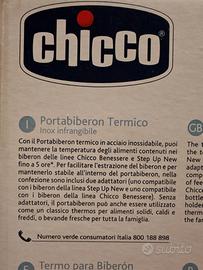 chicco
I Portabiberon Termico
Inox infrangibile
Con il Portabiberon termico in acciaio inossidabile, puoi
mantenere la temperatura degli alimenti contenuti nei
biberon delle linee Chicco Benessere e Step Up New
fino a 5 ore*. Per facilitare l'estrazione del biberon e per
mantenerlo stabile all'interno del portabiberon, nella
confezione sono inclusi due adattatori (uno compatibile
con i biberon della linea Step Up New e uno compatibile
con i biberon della linea Chicco Benessere). Senza
adattatori, il portabiberon può anche essere utilizzato
come un classico thermos per alimenti solidi, caldi e
freddi, o bevande fresche per tutta la famiglia.
Numero verde consumatori Italia 800 188 898
E Termo para Biberón
GB
The
subito